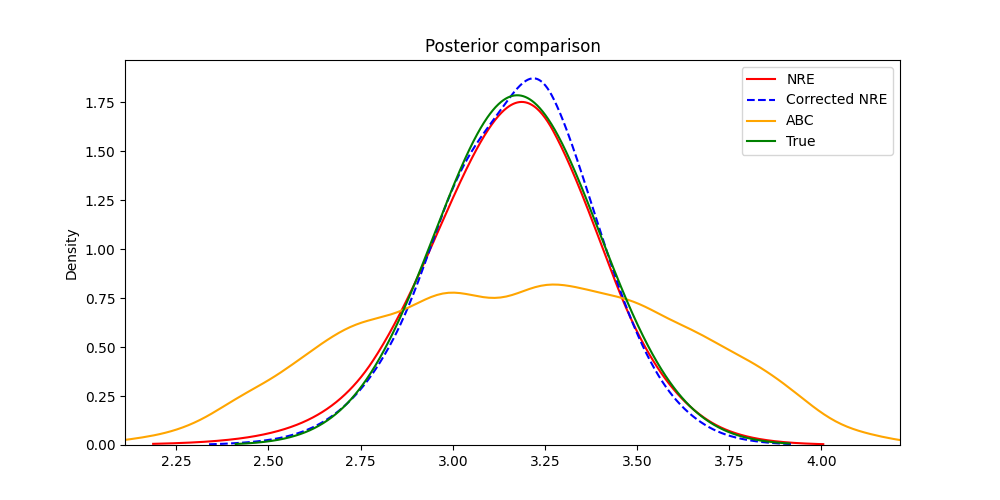 Posterior comparison
NRE
Corrected NRE
ABC
True
Density
1.75
1.50
1.25
1.00
0.75
0.50
0.25
0.00
2.25 2.50 2.75 3.00 3.25 3.50 3.75 4.00